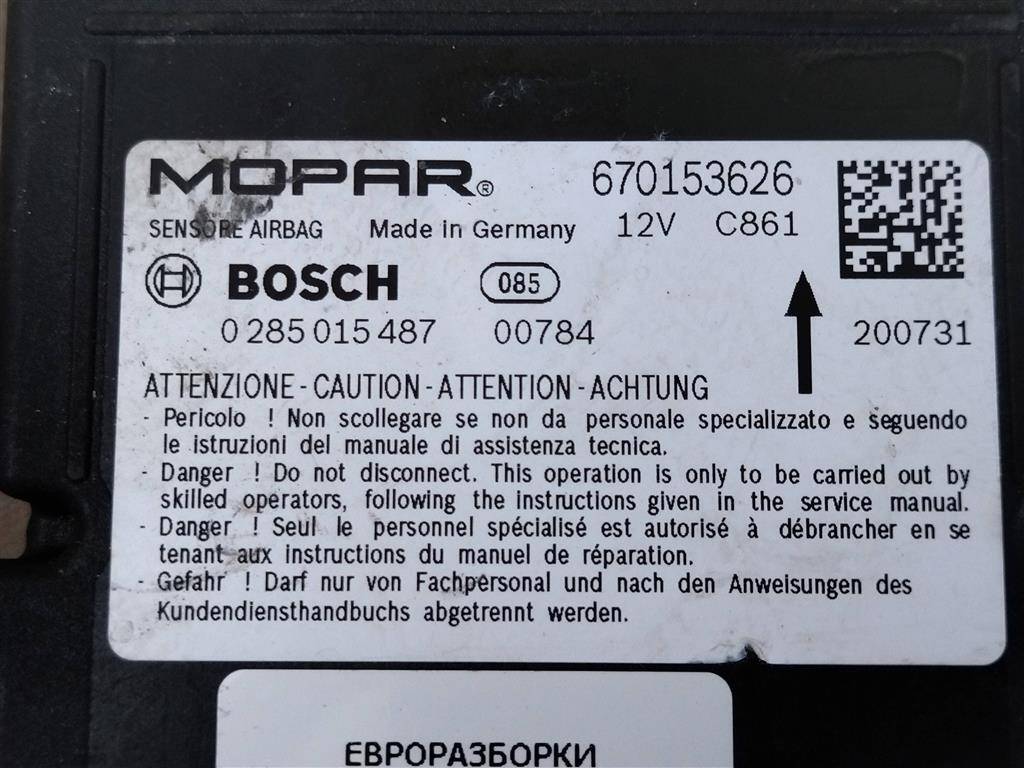 MOPAR® 670153626
SENSORE AIRBAG Made in Germany 12V C861
BOSCH 085
0 285 015 487 00784 200731
ATTENZIONE - CAUTION - ATTENTION - ACHTUNG
- Pericolo ! Non scollegare se non da personale specializzato e seguendo
le istruzioni del manuale di assistenza tecnica.
- Danger ! Do not disconnect. This operation is only to be carried out by
skilled operators, following the instructions given in the service manual.
- Danger ! Seul le personnel spécialisé est autorisé à débrancher en se
tenant aux instructions du manuel de réparation.
- Gefahr ! Darf nur von Fachpersonal und nach den Anweisungen des
Kundendiensthandbuchs abgetrennt werden.
ЕВРОРАЗБОРКИ